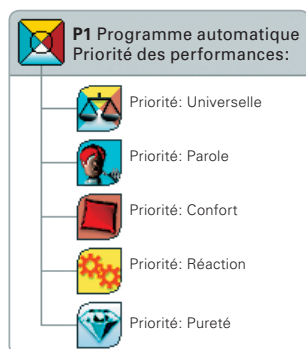 P1 Programme automatique
Priorité des performances:
Priorité: Universelle
Priorité: Parole
Priorité: Confort
Priorité: Réaction
Priorité: Pureté